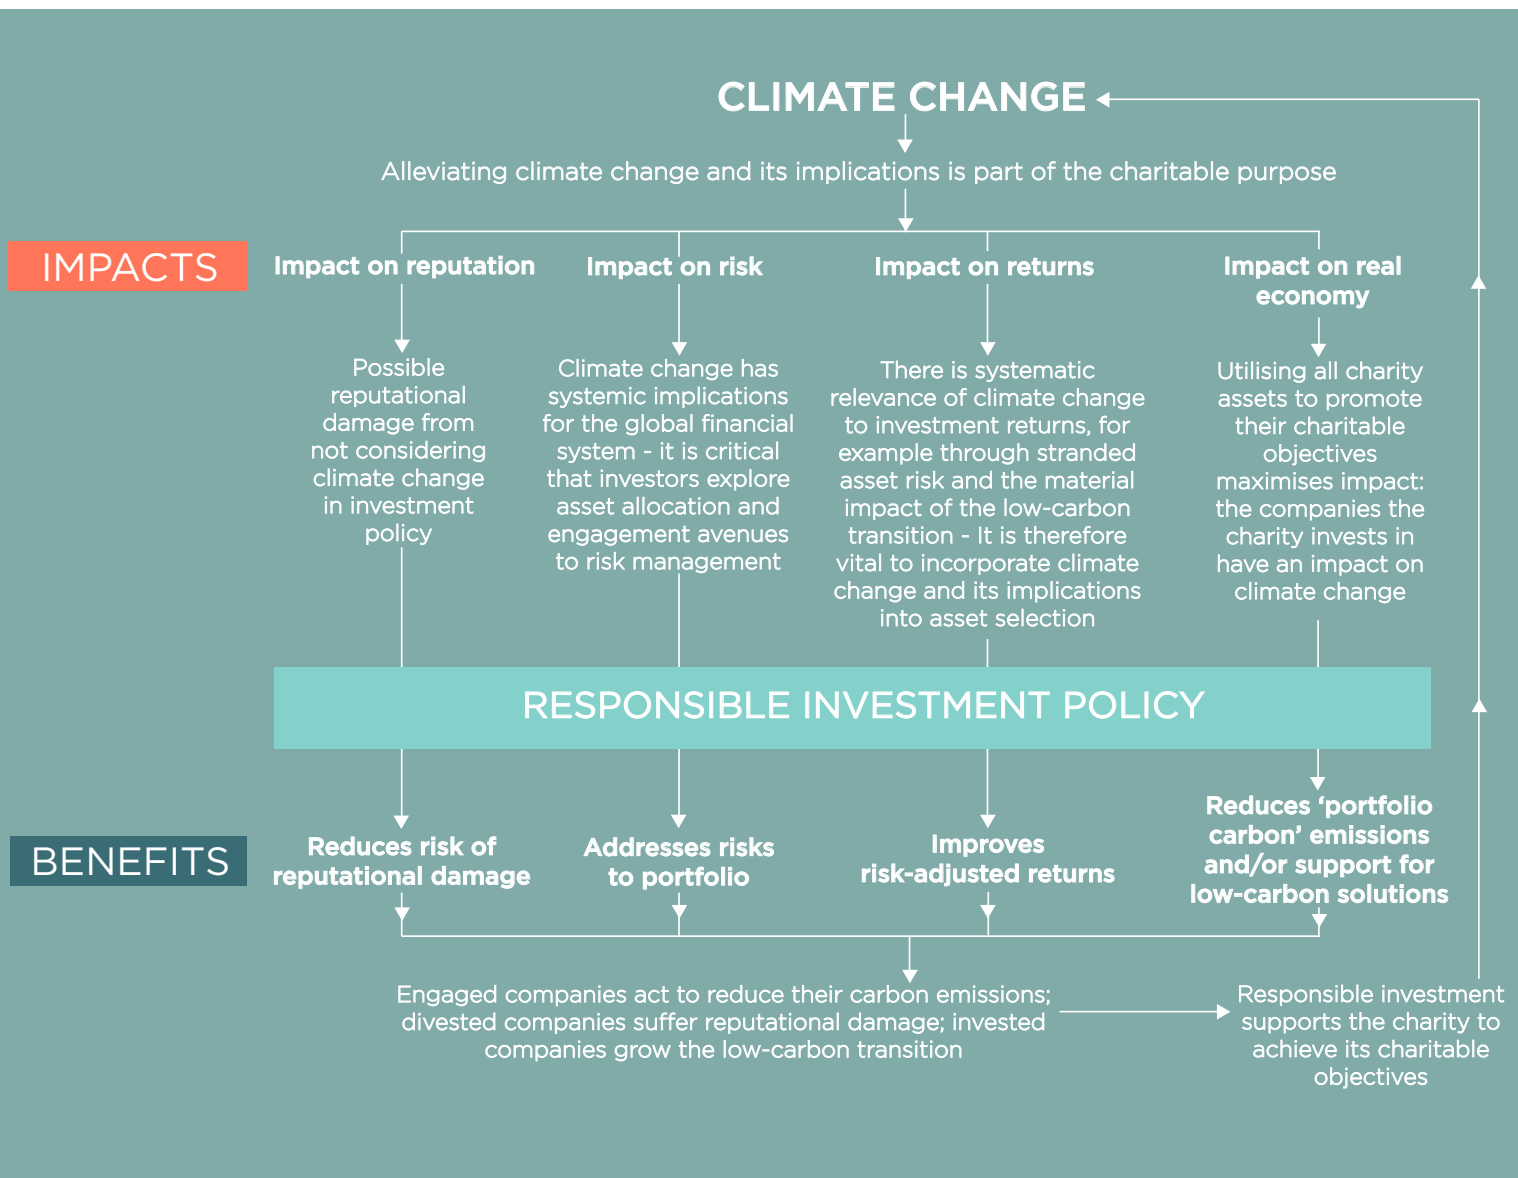 CLIMATE CHANGE
Alleviating climate change and its implications is part of the charitable purpose
IMPACTS
Impact on reputation
Possible
reputational
damage from
not considering
climate change
in investment
policy
Impact on risk
Climate change has
systemic implications
for the global financial
system - it is critical
that investors explore
asset allocation and
engagement avenues
to risk management
Impact on returns
There is systematic
relevance of climate change
to investment returns, for
example through stranded
asset risk and the material
impact of the low-carbon
transition - It is therefore
vital to incorporate climate
change and its implications
into asset selection
Impact on real
economy
Utilising all charity
assets to promote
their charitable
objectives
maximises impact:
the companies the
charity invests in
have an impact on
climate change
RESPONSIBLE INVESTMENT POLICY
BENEFITS
Reduces risk of
reputational damage
Addresses risks
to portfolio
Improves
risk-adjusted returns
Reduces ‘portfolio
carbon’ emissions
and/or support for
low-carbon solutions
Engaged companies act to reduce their carbon emissions;
divested companies suffer reputational damage; invested
companies grow the low-carbon transition
Responsible investment
supports the charity to
achieve its charitable
objectives